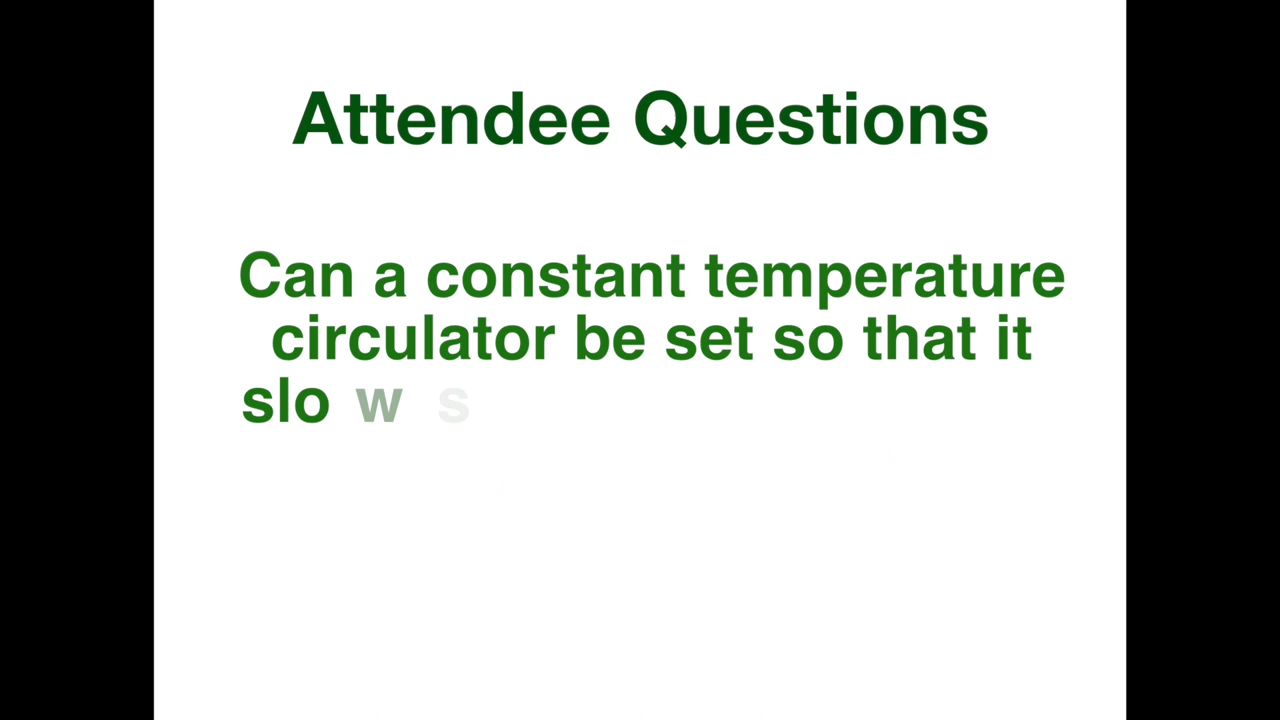 Attendee Questions
Can a constant temperature
circulator be set so that it
slows